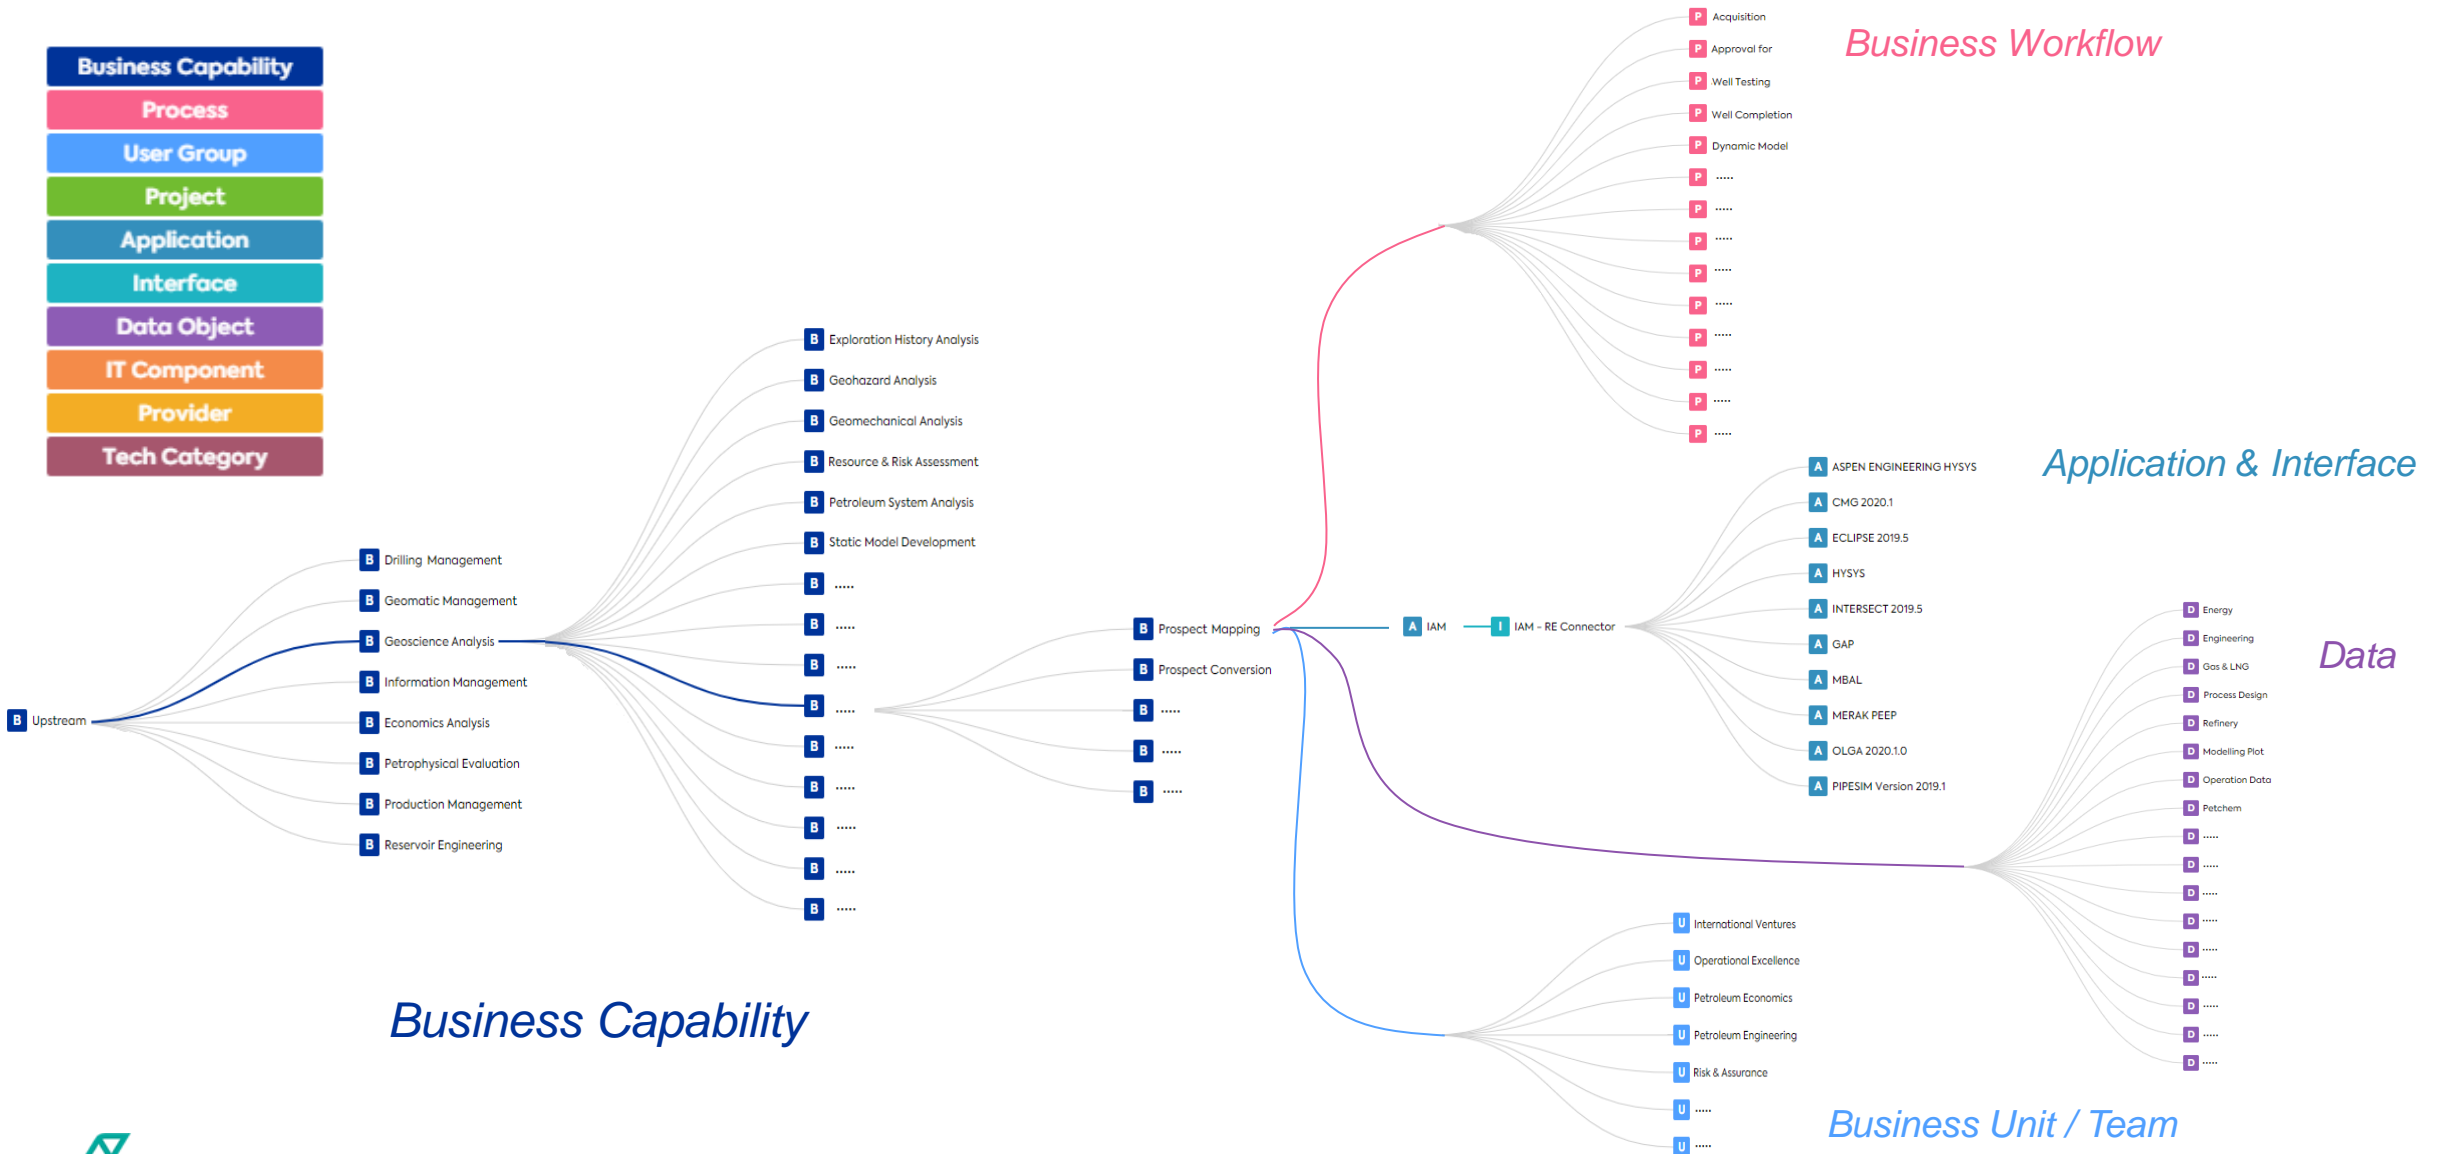 Business Capability
Process
User Group
Project
Application
Interface
Data Object
IT Component
Provider
Tech Category
B Upstream
B Drilling Management
B Geomatic Management
B Geoscience Analysis
B Information Management
B Economics Analysis
B Petrophysical Evaluation
B Production Management
B Reservoir Engineering
B Exploration History Analysis
B Geohazard Analysis
B Geomechanical Analysis
B Resource & Risk Assessment
B Petroleum System Analysis
B Static Model Development
B .....
B .....
B .....
B .....
B .....
B .....
B .....
B .....
B .....
Business Capability
B Prospect Mapping
B Prospect Conversion
B .....
B .....
B .....
Business Workflow
P Acquisition
P Approval for
P Well Testing
P Well Completion
P Dynamic Model
P .....
P .....
P .....
P .....
P .....
P .....
P .....
P .....
P .....
Application & Interface
A IAM
I IAM - RE Connector
A ASPEN ENGINEERING HYSYS
A CMG 2020.1
A ECLIPSE 2019.5
A HYSYS
A INTERSECT 2019.5
A GAP
A MBAL
A MERAK PEEP
A OLGA 2020.1.0
A PIPESIM Version 2019.1
Data
D Energy
D Engineering
D Gas & LNG
D Process Design
D Refinery
D Modelling Plot
D Operation Data
D Petchem
D .....
D .....
D .....
D .....
D .....
D .....
D .....
D .....
D .....
U International Ventures
U Operational Excellence
U Petroleum Economics
U Petroleum Engineering
U Risk & Assurance
U .....
U .....
Business Unit / Team